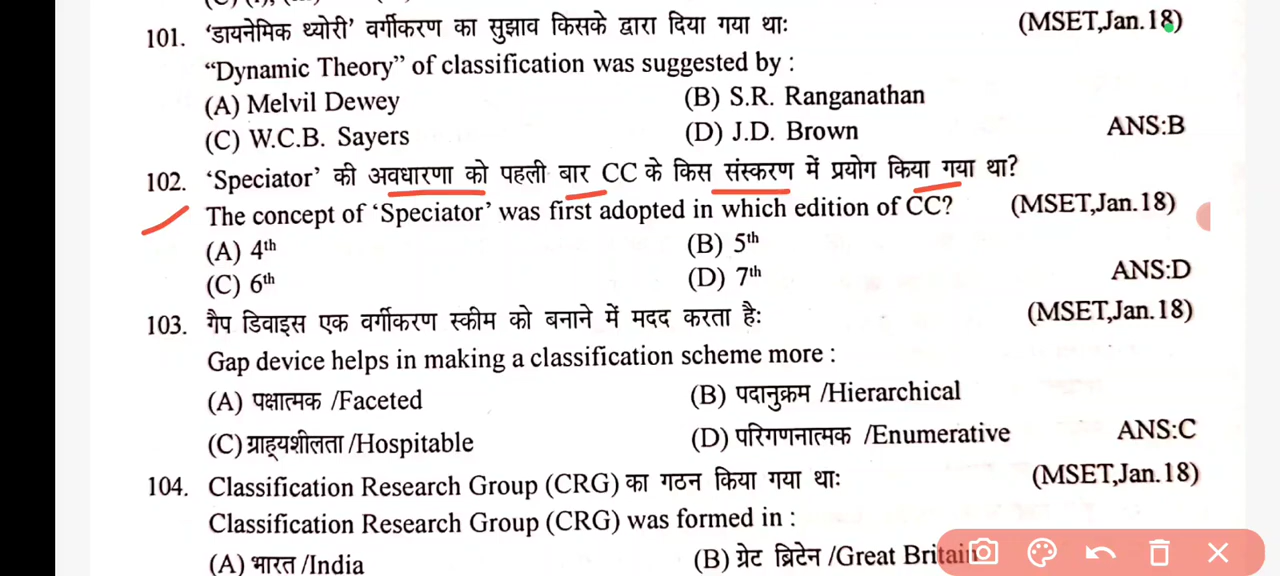 101. 'डायनेमिक थ्योरी' वर्गीकरण का सुझाव किसके द्वारा दिया गया थाः (MSET,Jan.18)
"Dynamic Theory" of classification was suggested by :
(A) Melvil Dewey (B) S.R. Ranganathan
(C) W.C.B. Sayers (D) J.D. Brown ANS:B
102. 'Speciator' की अवधारणा को पहली बार CC के किस संस्करण में प्रयोग किया गया था?
The concept of 'Speciator' was first adopted in which edition of CC? (MSET,Jan.18)
(A) 4th (B) 5th
(C) 6th (D) 7th ANS:D
103. गैप डिवाइस एक वर्गीकरण स्कीम को बनाने में मदद करता हैः (MSET,Jan.18)
Gap device helps in making a classification scheme more :
(A) पक्षात्मक /Faceted (B) पदानुक्रम /Hierarchical
(C) ग्राह्यशीलता /Hospitable (D) परिगणनात्मक /Enumerative ANS:C
104. Classification Research Group (CRG) का गठन किया गया थाः (MSET,Jan.18)
Classification Research Group (CRG) was formed in :
(A) भारत /India (B) ग्रेट ब्रिटेन /Great Britain